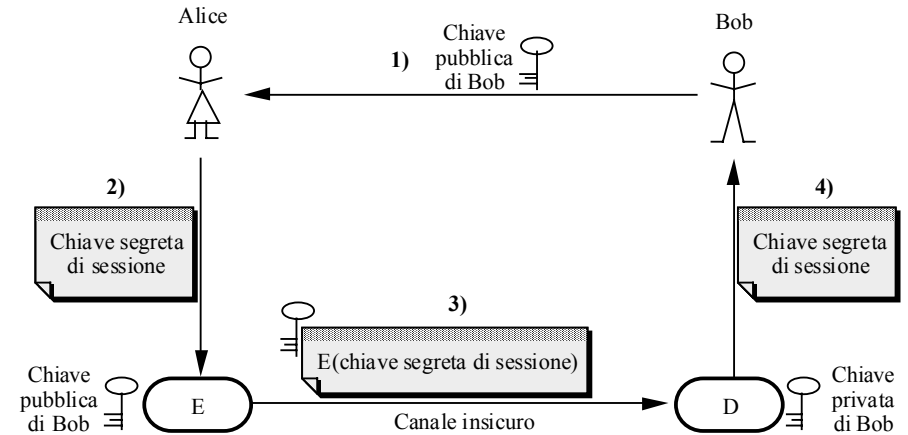 Alice
Bob
1)
Chiave
pubblica
di Bob
2)
Chiave segreta
di sessione
4)
Chiave segreta
di sessione
3)
E(chiave segreta di sessione)
Chiave
pubblica
di Bob
E
Canale insicuro
D
Chiave
privata
di Bob